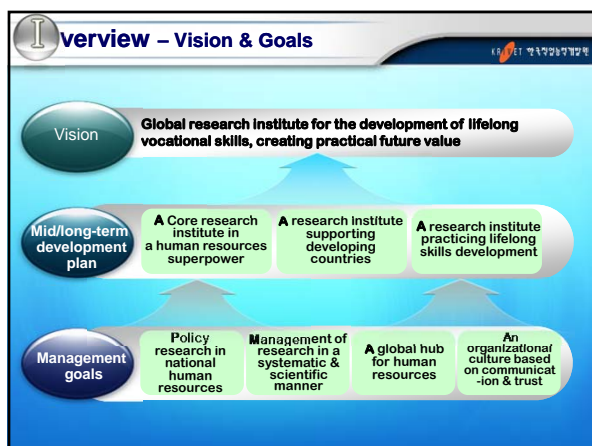 I verview – Vision & Goals
KRIVET 한국직업능력개발원
Vision
Global research institute for the development of lifelong
vocational skills, creating practical future value
Mid/long-term
development
plan
A Core research
institute in
a human resources
superpower
A research institute
supporting
developing
countries
A research institute
practicing lifelong
skills development
Management
goals
Policy
research in
national
human
resources
Management of
research in a
systematic &
scientific
manner
A global hub
for human
resources
An
organizational
culture based
on communicat
-ion & trust